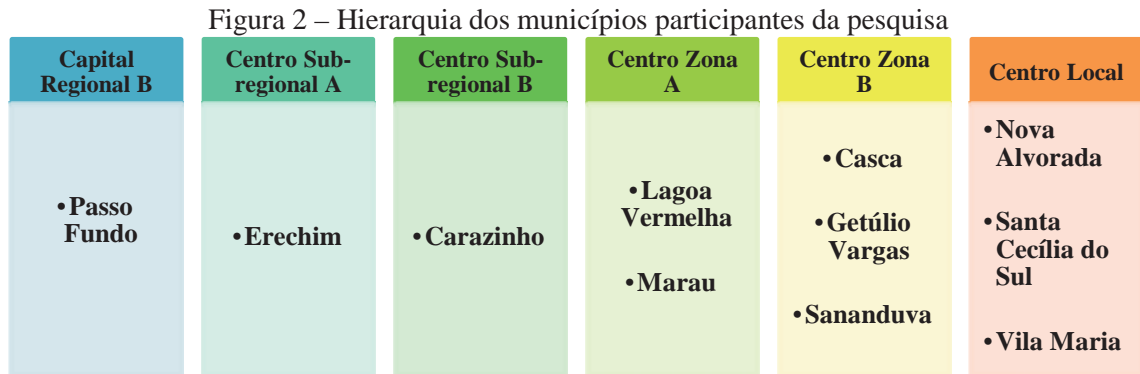 Figura 2 – Hierarquia dos municípios participantes da pesquisa
Capital
Regional B
•Passo
Fundo
Centro Sub-
regional A
•Erechim
Centro Sub-
regional B
•Carazinho
Centro Zona
A
•Lagoa
Vermelha
•Marau
Centro Zona
B
•Casca
•Getúlio
Vargas
•Sananduva
Centro Local
•Nova
Alvorada
•Santa
Cecília do
Sul
•Vila Maria